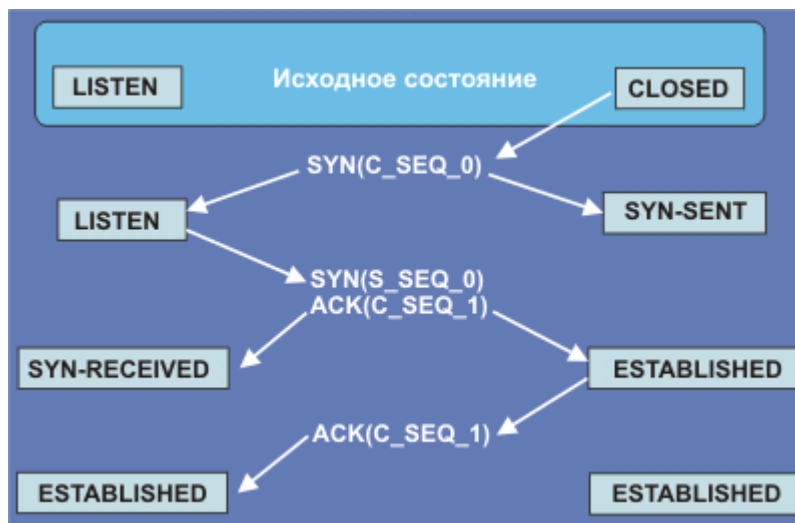 Исходное состояние
LISTEN
CLOSED
SYN(C_SEQ_0)
LISTEN
SYN-SENT
SYN(S_SEQ_0)
ACK(C_SEQ_1)
SYN-RECEIVED
ESTABLISHED
ACK(C_SEQ_1)
ESTABLISHED
ESTABLISHED